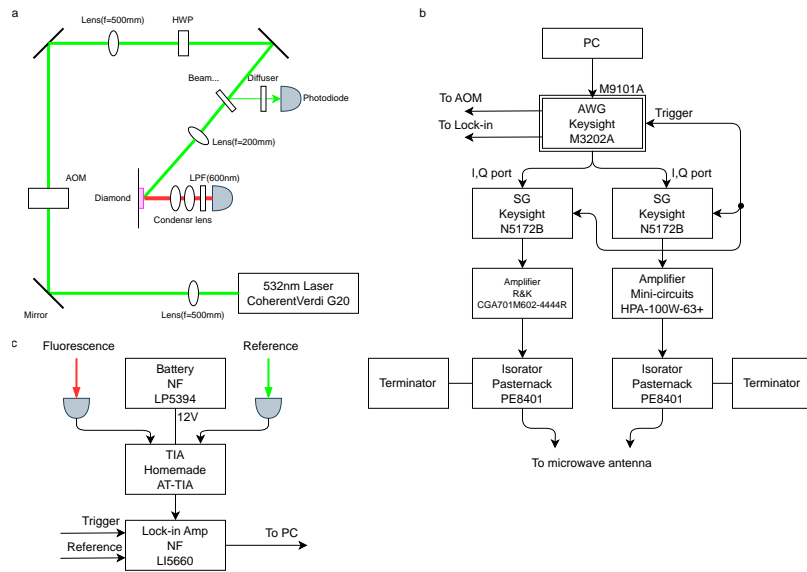 a
Lens(f=500mm)
HWP
Beam...
Diffuser
Photodiode
Lens(f=200mm)
AOM
Diamond
LPF(600nm)
Condensr lens
532nm Laser
CoherentVerdi G20
Mirror
Lens(f=500mm)
b
PC
M9101A
To AOM
AWG
Keysight
M3202A
Trigger
To Lock-in
I,Q port
I,Q port
SG
Keysight
N5172B
SG
Keysight
N5172B
Amplifier
R&K
CGA701M602-4444R
Amplifier
Mini-circuits
HPA-100W-63+
Terminator
Isorator
Pasternack
PE8401
Isorator
Pasternack
PE8401
Terminator
To microwave antenna
c
Fluorescence
Reference
Battery
NF
LP5394
12V
TIA
Homemade
AT-TIA
Trigger
Reference
Lock-in Amp
NF
LI5660
To PC